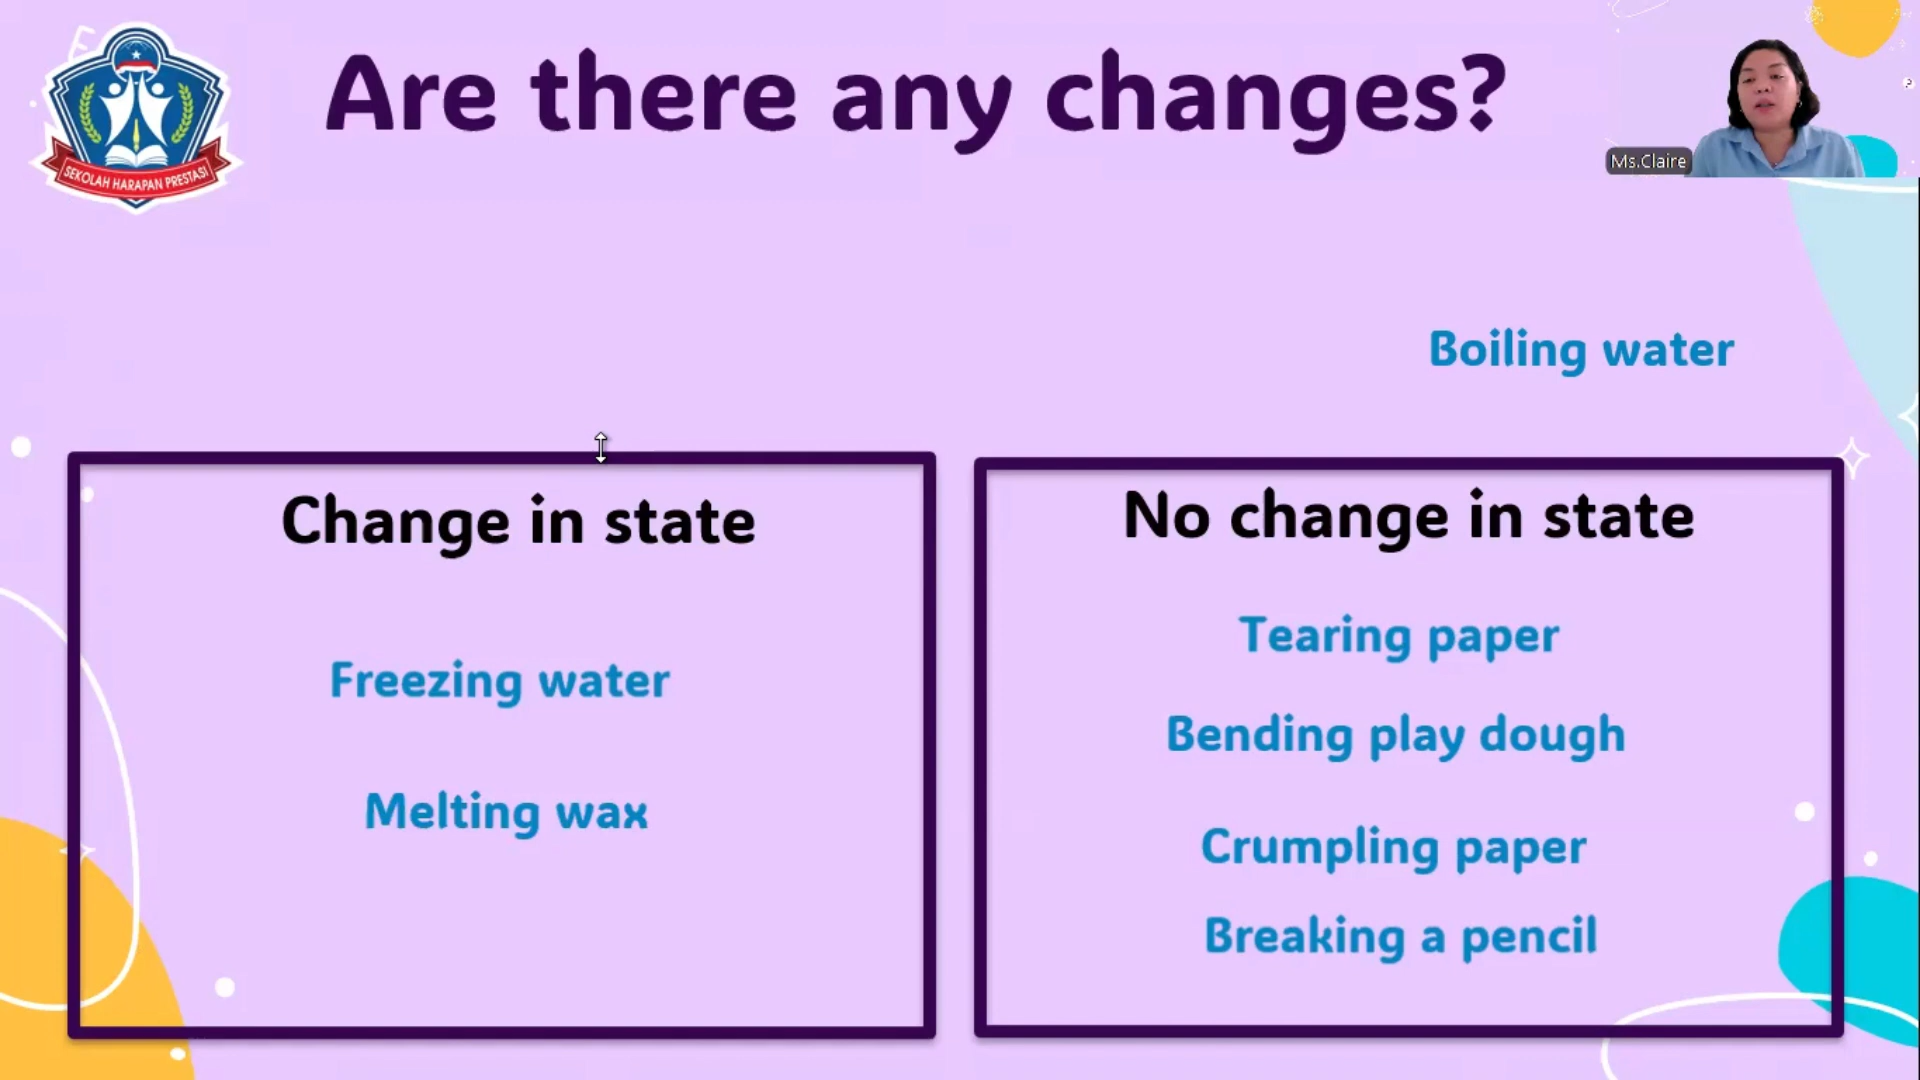 SEKOLAH HARAPAN PRESTASI
Are there any changes?
Ms.Claire
Boiling water
Change in state
Freezing water
Melting wax
No change in state
Tearing paper
Bending play dough
Crumpling paper
Breaking a pencil